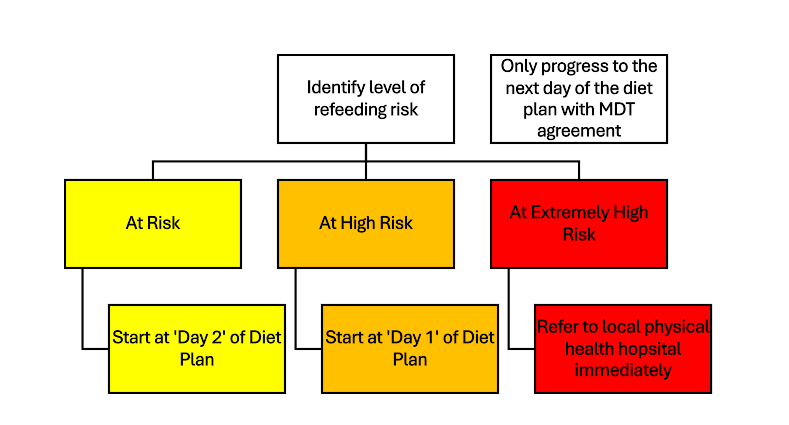 Identify level of
refeeding risk
Only progress to the
next day of the diet
plan with MDT
agreement
At Risk
At High Risk
At Extremely High
Risk
Start at 'Day 2' of Diet
Plan
Start at 'Day 1' of Diet
Plan
Refer to local physical
health hopsital
immediately